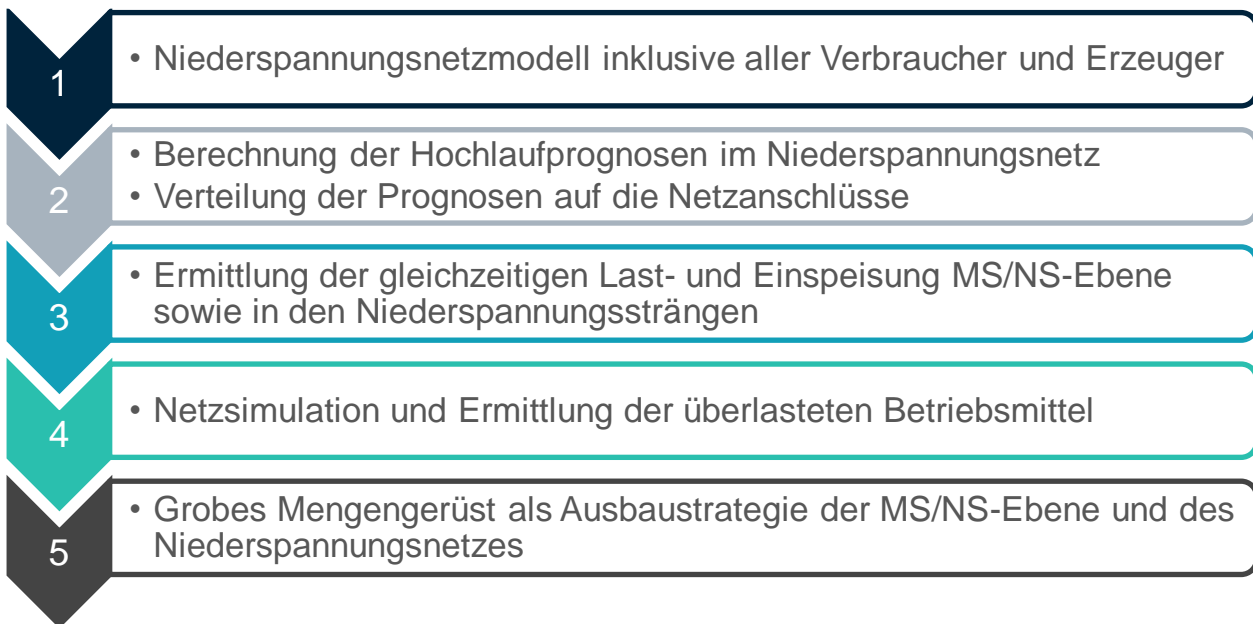 1
• Niederspannungsnetzmodell inklusive aller Verbraucher und Erzeuger
2
• Berechnung der Hochlaufprognosen im Niederspannungsnetz
• Verteilung der Prognosen auf die Netzanschlüsse
3
• Ermittlung der gleichzeitigen Last- und Einspeisung MS/NS-Ebene
sowie in den Niederspannungssträngen
4
• Netzsimulation und Ermittlung der überlasteten Betriebsmittel
5
• Grobes Mengengerüst als Ausbaustrategie der MS/NS-Ebene und des
Niederspannungsnetzes